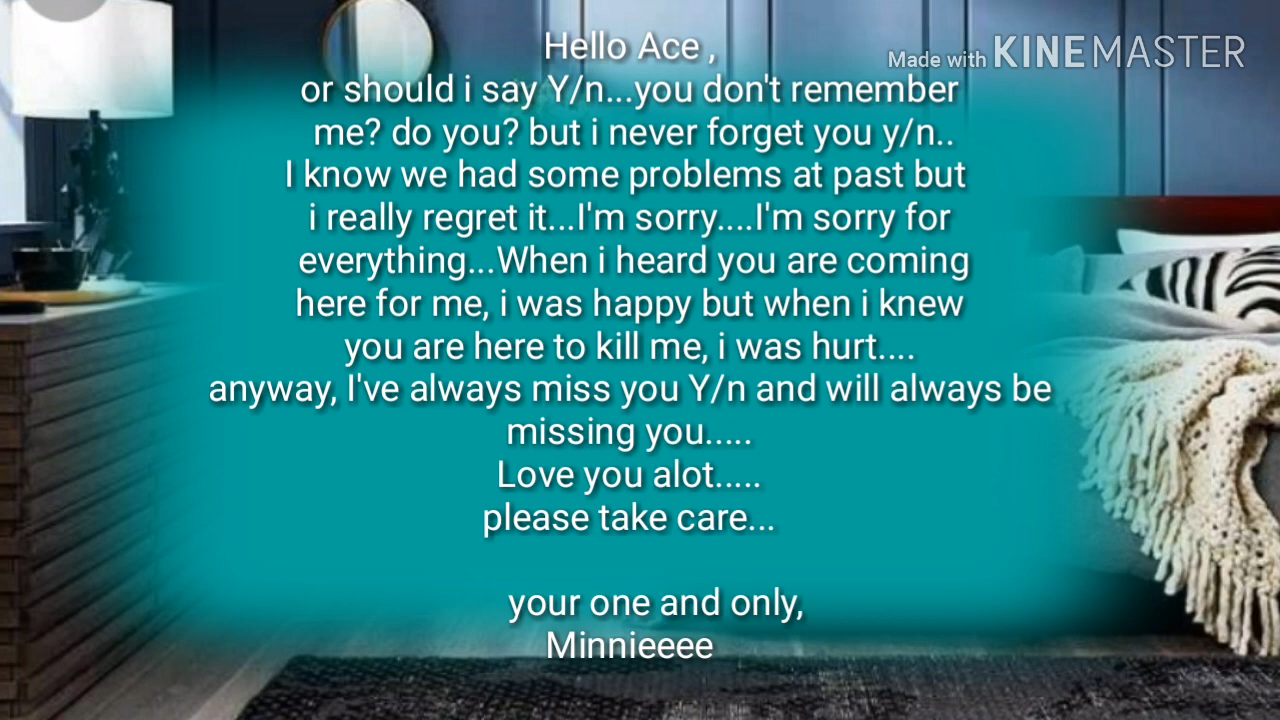 Hello Ace ,
Made with KINEMASTER
or should i say Y/n...you don't remember
me? do you? but i never forget you y/n..
I know we had some problems at past but
i really regret it...I'm sorry....I'm sorry for
everything...When i heard you are coming
here for me, i was happy but when i knew
you are here to kill me, i was hurt....
anyway, I've always miss you Y/n and will always be
missing you.....
Love you alot.....
please take care...
your one and only,
Minnieeee